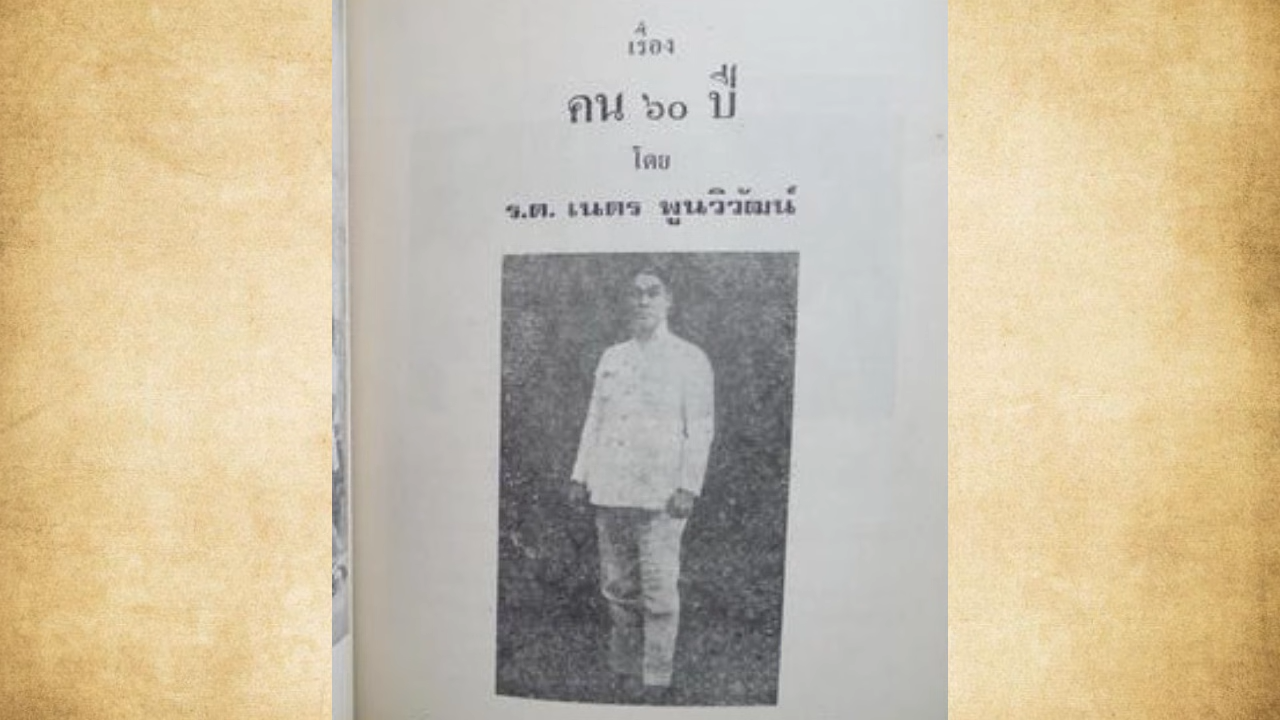 เรื่อง
คน ๖๐ ปี
โดย
ร.ต. เนตร พูนวิวัฒน์